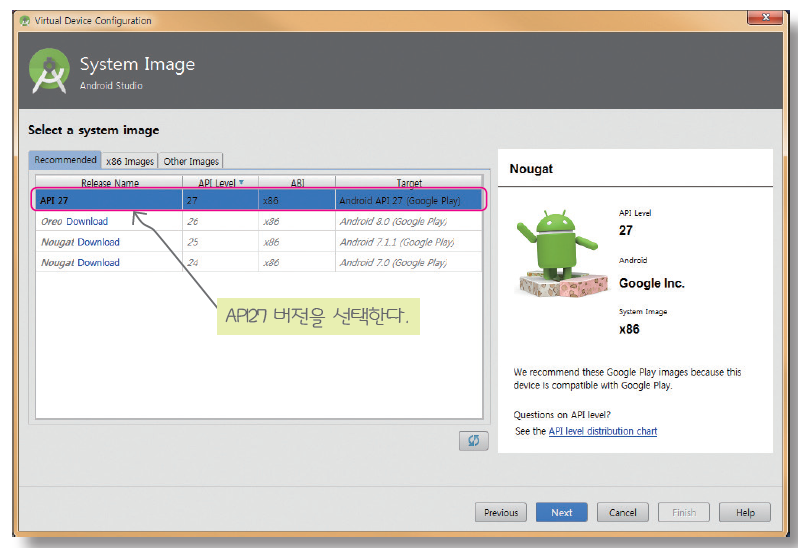 Virtual Device Configuration
System Image
Android Studio
Select a system image
Recommended x86 Images Other Images
Release Name API Level ABI Target
API 27 27 x86 Android API 27 (Google Play)
Oreo Download 26 x86 Android 8.0 (Google Play)
Nougat Download 25 x86 Android 7.1.1 (Google Play)
Nougat Download 24 x86 Android 7.0 (Google Play)
API27 버전을 선택한다.
Nougat
API Level
27
Android
Google Inc.
System Image
x86
We recommend these Google Play images because this
device is compatible with Google Play.
Questions on API level?
See the API level distribution chart
Previous Next Cancel Finish Help